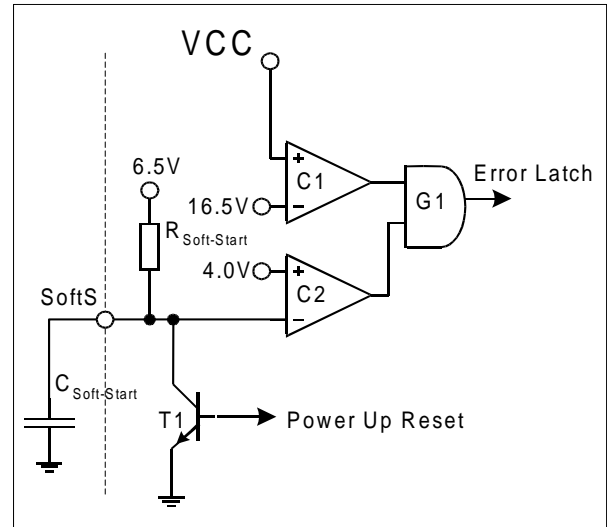 VCC
6.5V
C1
G1
Error Latch
16.5V
R Soft-Start
4.0V
C2
SoftS
C Soft-Start
T1
Power Up Reset
+
-
+
-